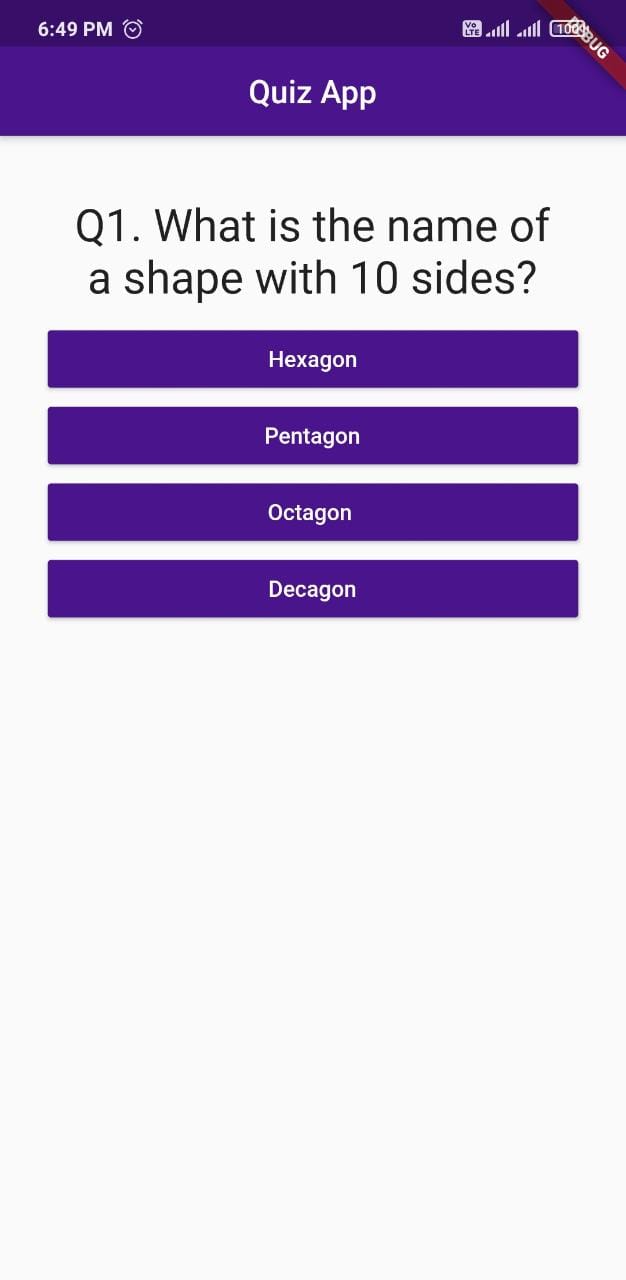 6:49 PM
Vo
LTE
100
DEBUG
Quiz App
Q1. What is the name of
a shape with 10 sides?
Hexagon
Pentagon
Octagon
Decagon